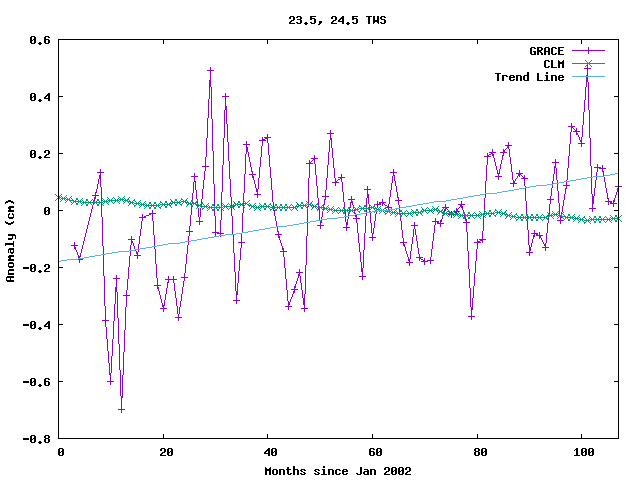 23.5, 24.5 TWS
GRACE
CLM
Trend Line
0.6
0.4
0.2
0
-0.2
-0.4
-0.6
-0.8
Anomaly (cm)
0 20 40 60 80 100
Months since Jan 2002